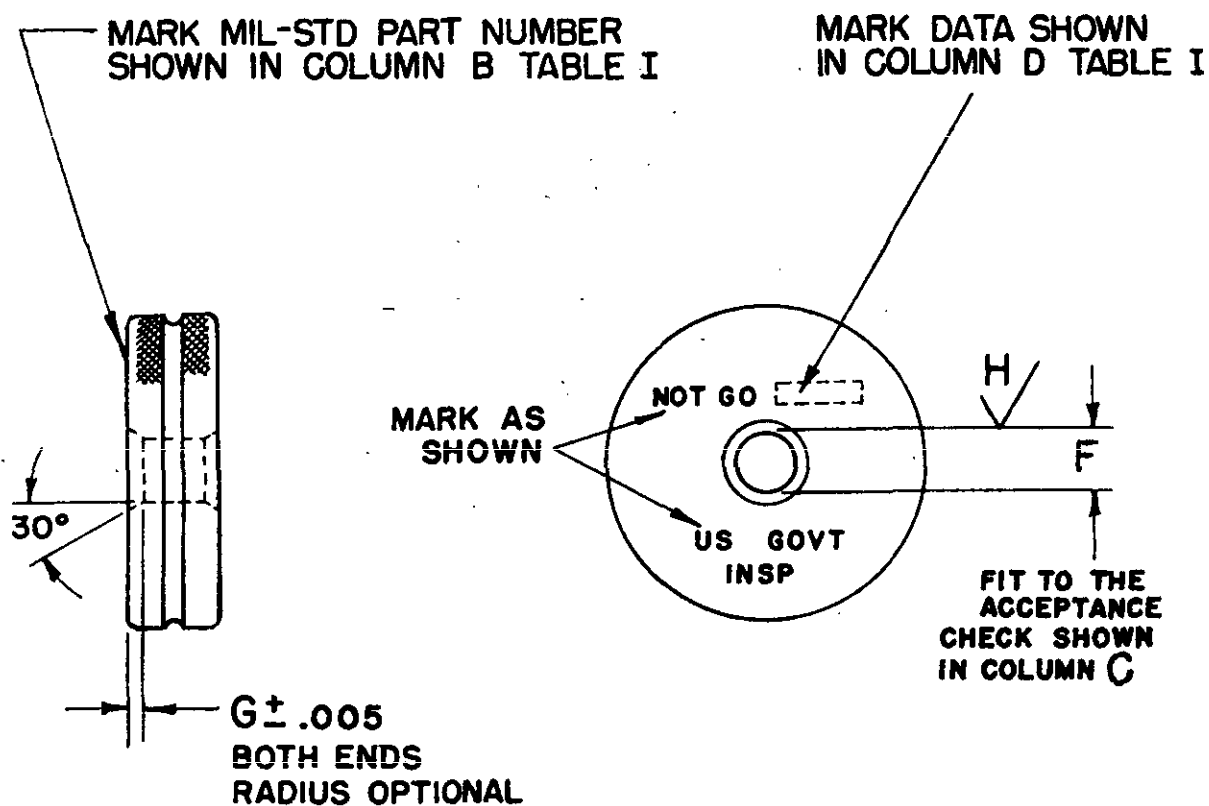 MARK MIL-STD PART NUMBER
SHOWN IN COLUMN B TABLE I
MARK DATA SHOWN
IN COLUMN D TABLE I
NOT GO
H
MARK AS
SHOWN
F
30°
US GOVT
INSP
FIT TO THE
ACCEPTANCE
CHECK SHOWN
IN COLUMN C
G± .005
BOTH ENDS
RADIUS OPTIONAL